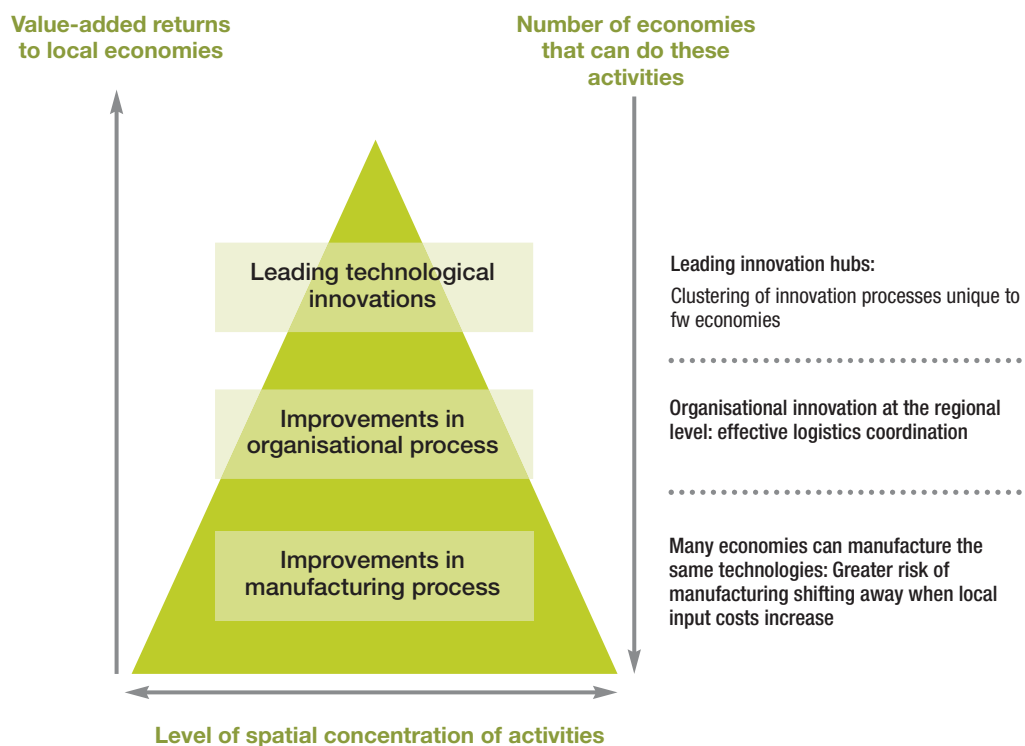 Value-added returns
to local economies
Number of economies
that can do these
activities
Leading technological
innovations
Leading innovation hubs:
Clustering of innovation processes unique to
fw economies
Improvements in
organisational process
Organisational innovation at the regional
level: effective logistics coordination
Improvements in
manufacturing process
Many economies can manufacture the
same technologies: Greater risk of
manufacturing shifting away when local
input costs increase
Level of spatial concentration of activities